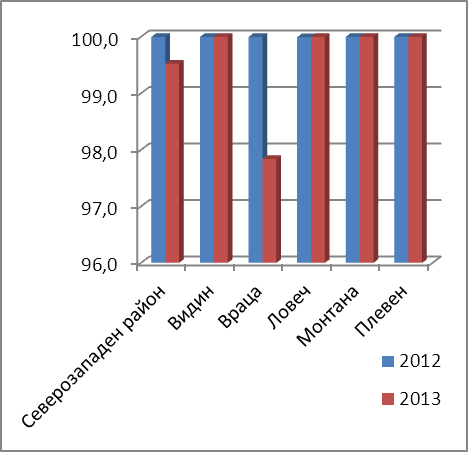 100,0
99,0
98,0
97,0
96,0
Северозападен район
Видин
Враца
Ловеч
Монтана
Плевен
2012
2013